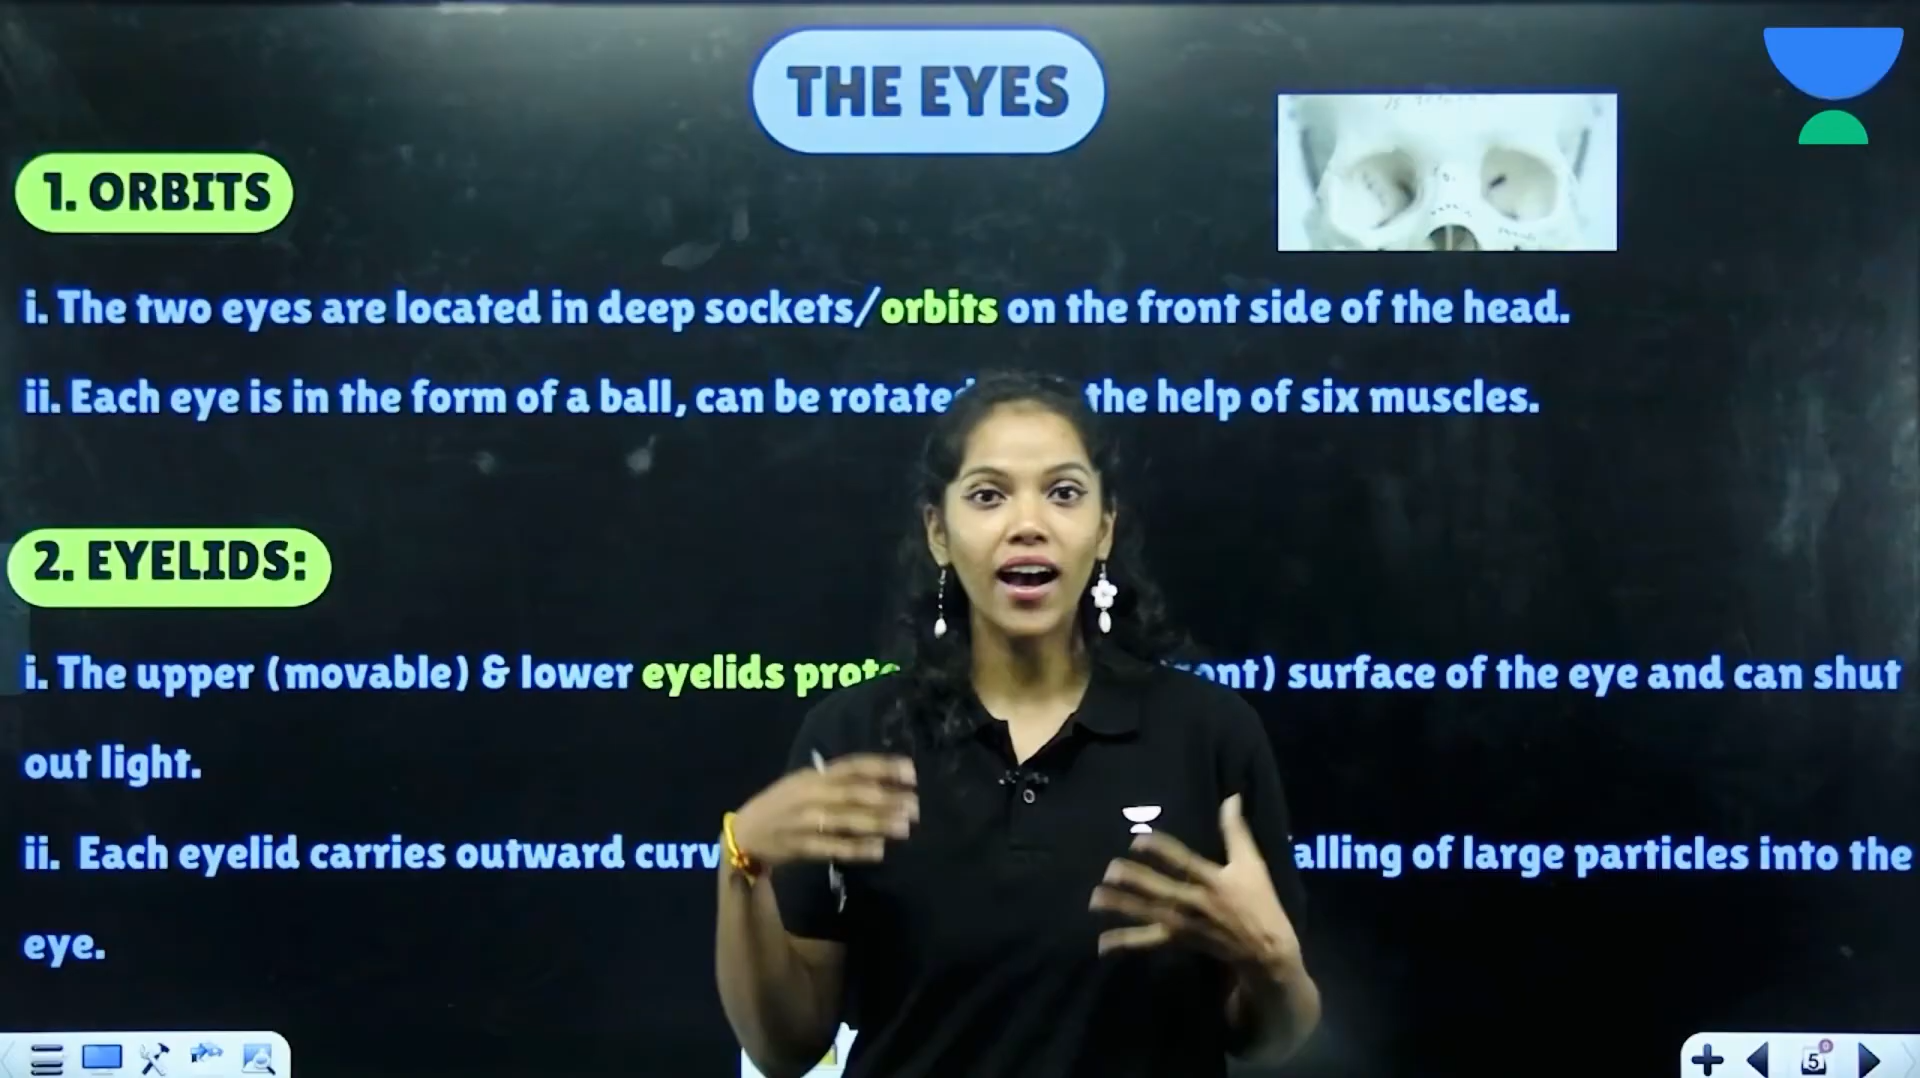 THE EYES
1. ORBITS
i. The two eyes are located in deep sockets/orbits on the front side of the head.
ii. Each eye is in the form of a ball, can be rotate the help of six muscles.
2. EYELIDS:
i. The upper (movable) & lower eyelids surface of the eye and can shut
out light.
ii. Each eyelid carries outward of large particles into the
eye.
5